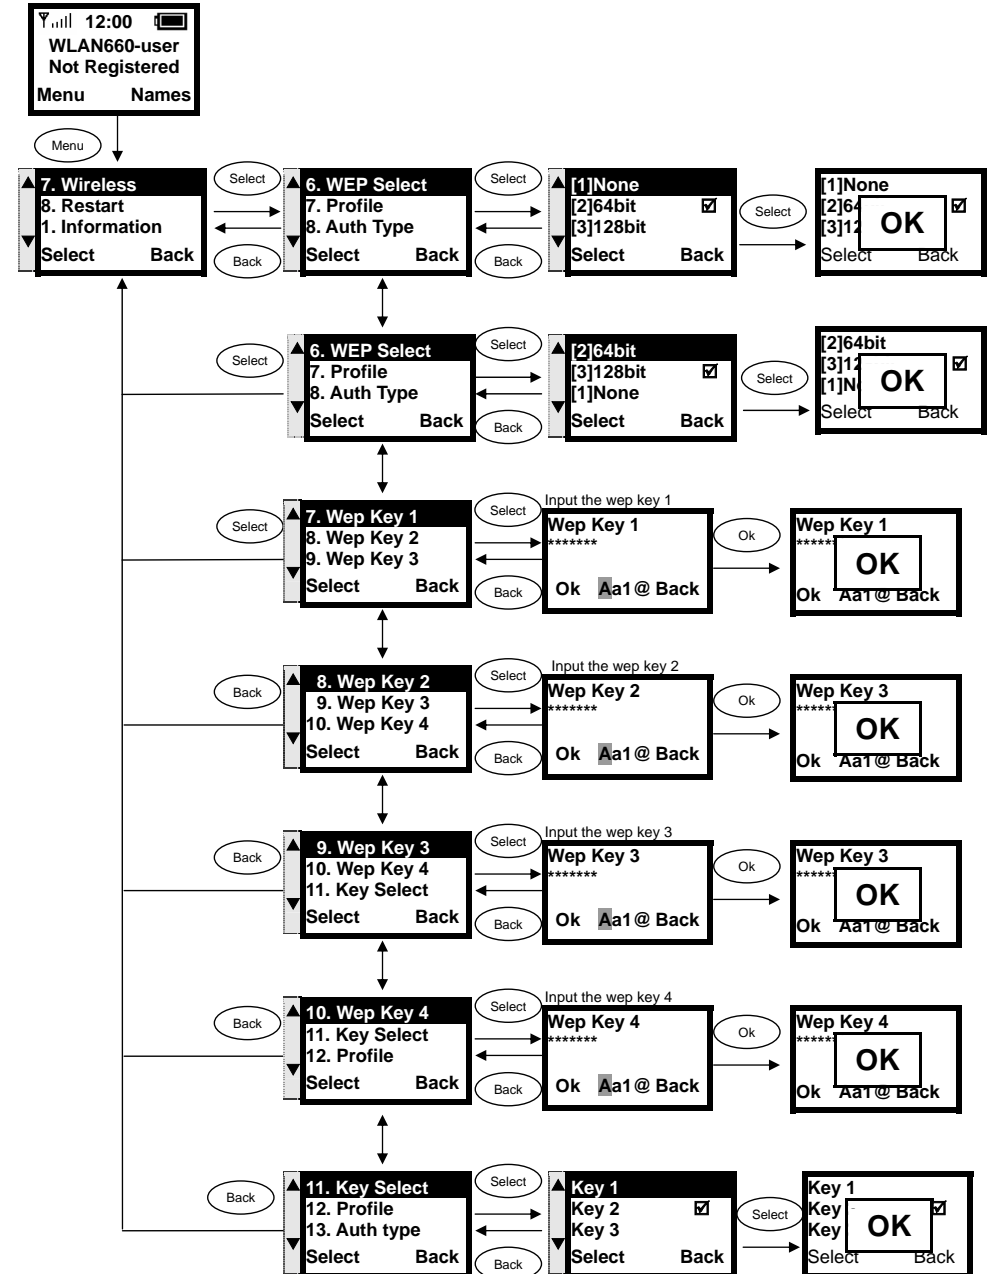 12:00
WLAN660-user
Not Registered
Menu Names
Menu
7. Wireless
8. Restart
1. Information
Select Back
Select
Back
6. WEP Select
7. Profile
8. Auth Type
Select Back
Select
Back
[1]None
[2]64bit
[3]128bit
Select Back
Select
[1]None
[2]64
[3]12
OK
Select Back
Select
6. WEP Select
7. Profile
8. Auth Type
Select Back
Select
Back
[2]64bit
[3]128bit
[1]None
Select Back
Select
[2]64bit
[3]12
[1]N
OK
Select Back
Select
7. Wep Key 1
8. Wep Key 2
9. Wep Key 3
Select Back
Select
Back
Input the wep key 1
Wep Key 1
*******
Ok Aa1@ Back
Ok
Wep Key 1
******
OK
Ok Aa1@ Back
Back
8. Wep Key 2
9. Wep Key 3
10. Wep Key 4
Select Back
Select
Back
Input the wep key 2
Wep Key 2
*******
Ok Aa1@ Back
Ok
Wep Key 3
******
OK
Ok Aa1@ Back
Back
9. Wep Key 3
10. Wep Key 4
11. Key Select
Select Back
Select
Back
Input the wep key 3
Wep Key 3
*******
Ok Aa1@ Back
Ok
Wep Key 3
******
OK
Ok Aa1@ Back
Back
10. Wep Key 4
11. Key Select
12. Profile
Select Back
Select
Back
Input the wep key 4
Wep Key 4
*******
Ok Aa1@ Back
Ok
Wep Key 4
******
OK
Ok Aa1@ Back
Back
11. Key Select
12. Profile
13. Auth type
Select Back
Select
Back
Key 1
Key 2
Key 3
Select Back
Select
Key 1
Key
Key
OK
Select Back